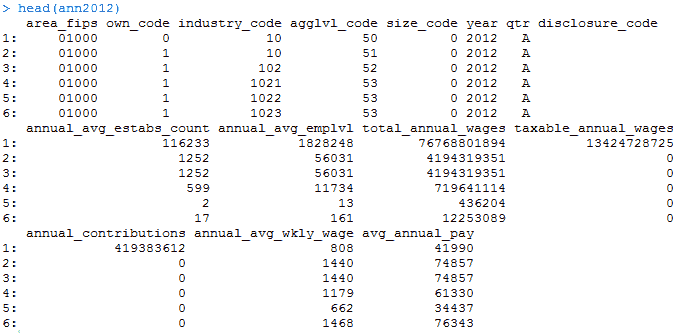 > head(ann2012)
area_fips own_code industry_code agglvl_code size_code year qtr disclosure_code
1: 01000 0 10 50 0 2012 A
2: 01000 1 10 51 0 2012 A
3: 01000 1 102 52 0 2012 A
4: 01000 1 1021 53 0 2012 A
5: 01000 1 1022 53 0 2012 A
6: 01000 1 1023 53 0 2012 A
annual_avg_estabs_count annual_avg_emplvl total_annual_wages taxable_annual_wages
1: 116233 1828248 76768801894 13424728725
2: 1252 56031 4194319351 0
3: 1252 56031 4194319351 0
4: 599 11734 719641114 0
5: 2 13 436204 0
6: 17 161 12253089 0
annual_contributions annual_avg_wkly_wage avg_annual_pay
1: 419383612 808 41990
2: 0 1440 74857
3: 0 1440 74857
4: 0 1179 61330
5: 0 662 34437
6: 0 1468 76343